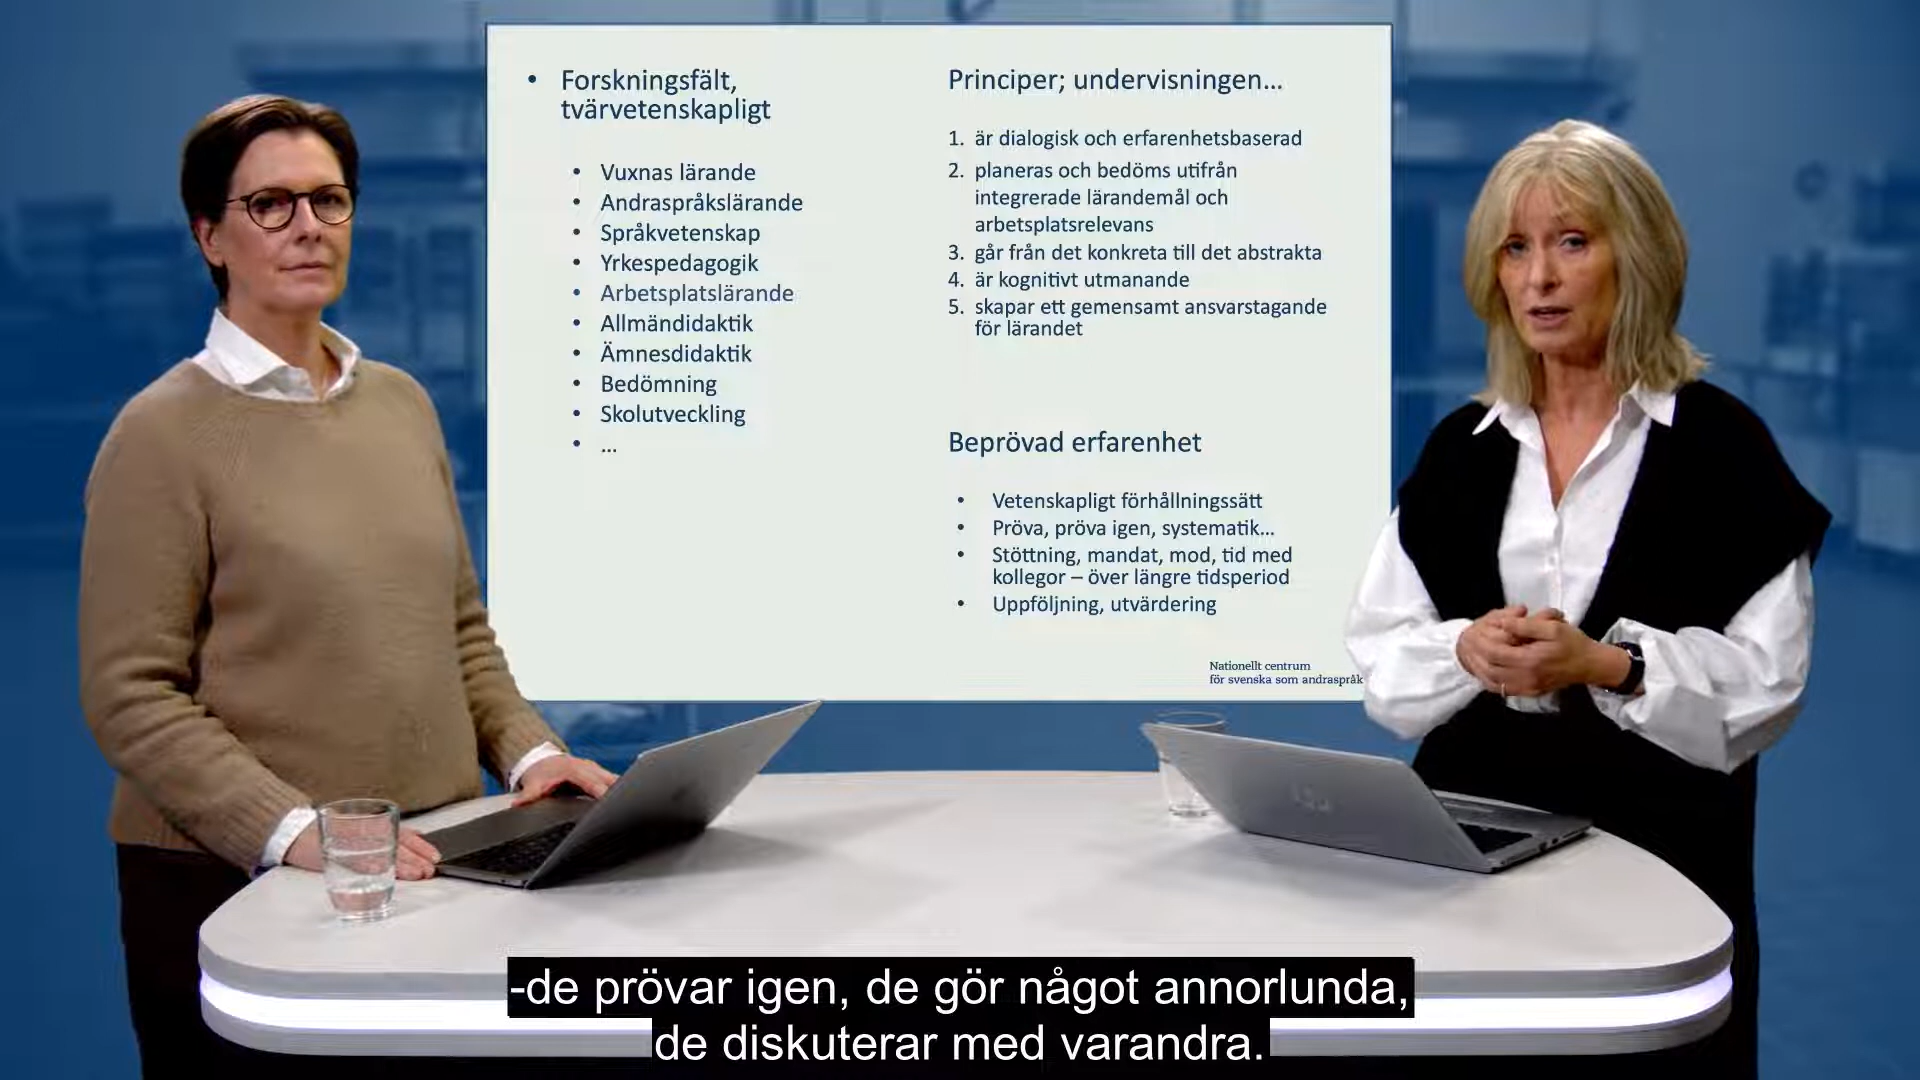 • Forskningsfält,
tvärvetenskapligt
• Vuxnas lärande
• Andraspråkslärande
• Språkvetenskap
• Yrkespedagogik
• Arbetsplatslärande
• Allmändidaktik
• Ämnesdidaktik
• Bedömning
• Skolutveckling
• ...
Principer; undervisningen...
1. är dialogisk och erfarenhetsbaserad
2. planeras och bedöms utifrån
integrerade lärandemål och
arbetsplatsrelevans
3. går från det konkreta till det abstrakta
4. är kognitivt utmanande
5. skapar ett gemensamt ansvarstagande
för lärandet
Beprövad erfarenhet
• Vetenskapligt förhållningssätt
• Pröva, pröva igen, systematik...
• Stöttning, mandat, mod, tid med
kollegor – över längre tidsperiod
• Uppföljning, utvärdering
Nationellt centrum
för svenska som andraspråk
-de prövar igen, de gör något annorlunda,
de diskuterar med varandra.